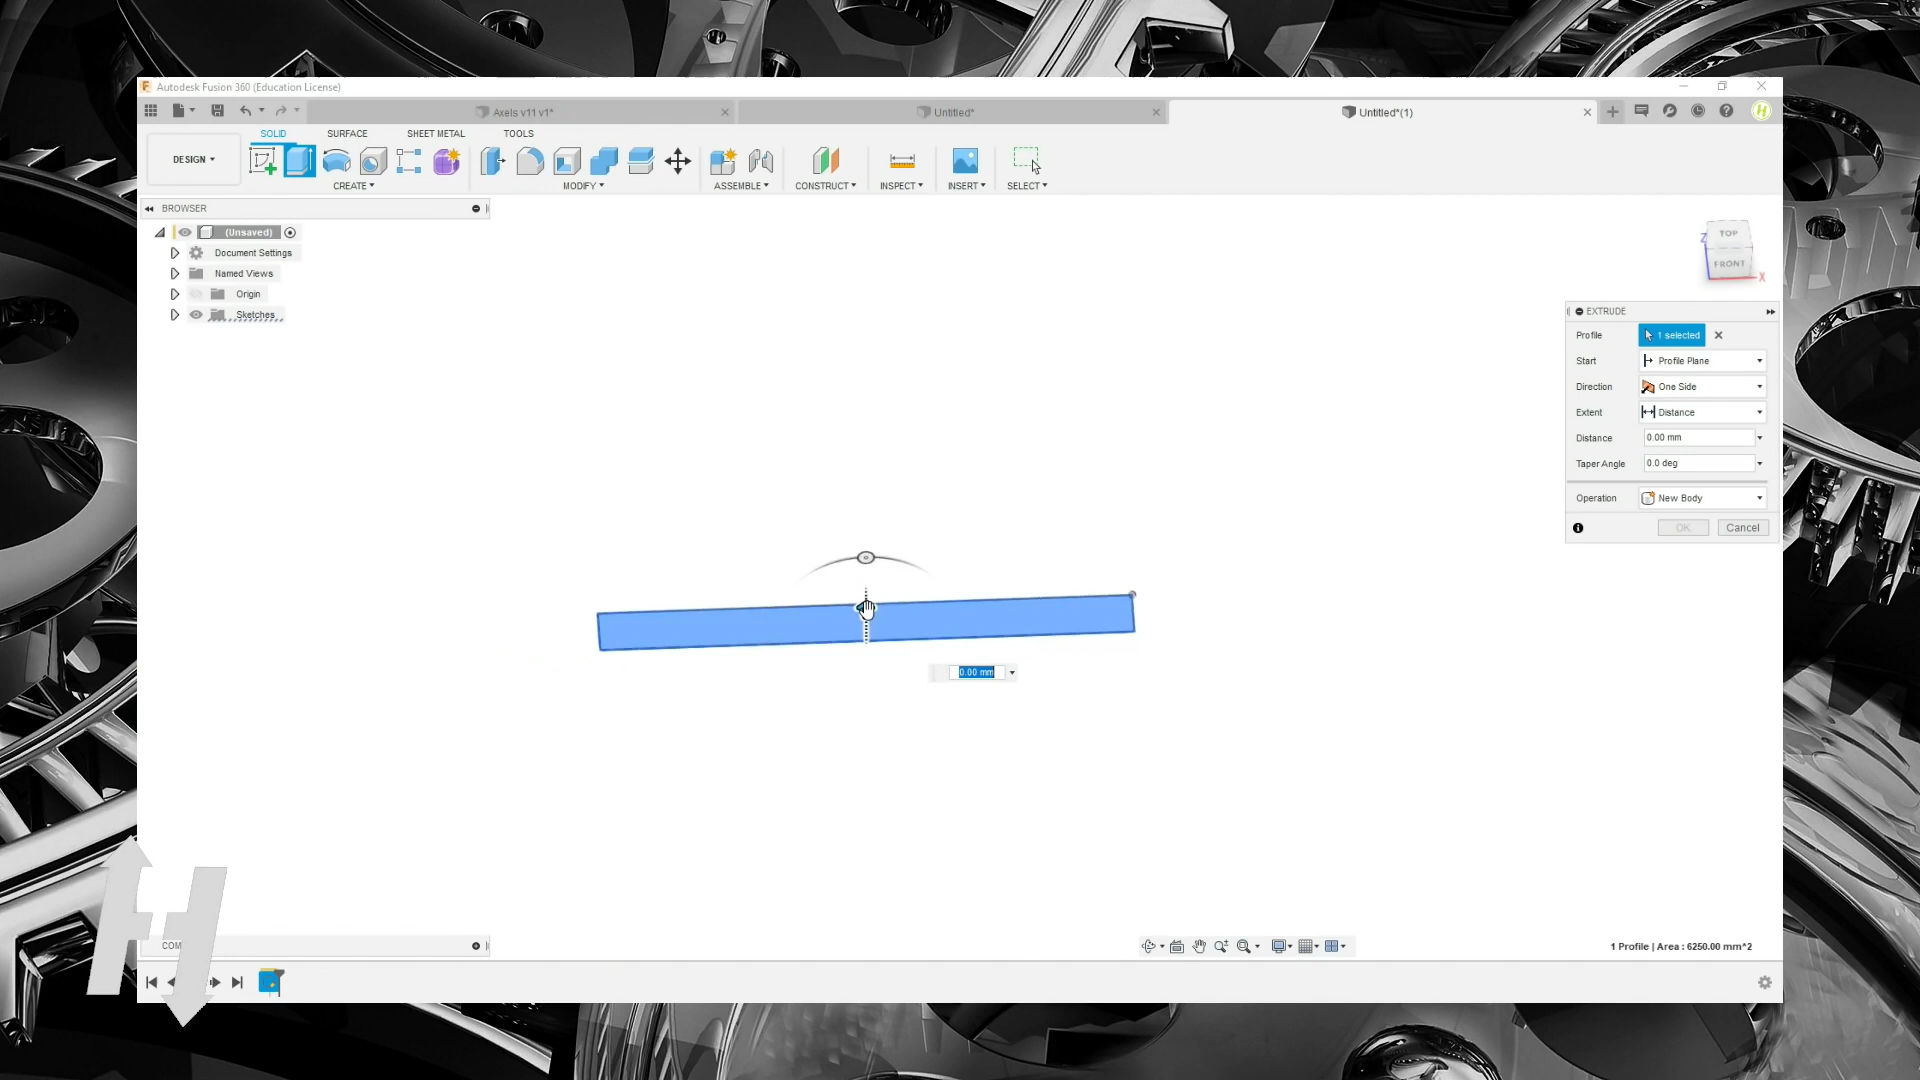 Autodesk Fusion 360 (Education License)
Axels v11 v1*
Untitled*
Untitled*(1)
SOLID SURFACE SHEET METAL TOOLS
DESIGN
CREATE MODIFY ASSEMBLE CONSTRUCT INSPECT INSERT SELECT
BROWSER
(Unsaved)
Document Settings
Named Views
Origin
Sketches
TOP
FRONT
Z
X
EXTRUDE
Profile 1 selected
Start Profile Plane
Direction One Side
Extent Distance
Distance 0.00 mm
Taper Angle 0.0 deg
Operation New Body
OK Cancel
0.00 mm
COM
1 Profile | Area : 6250.00 mm^2
H